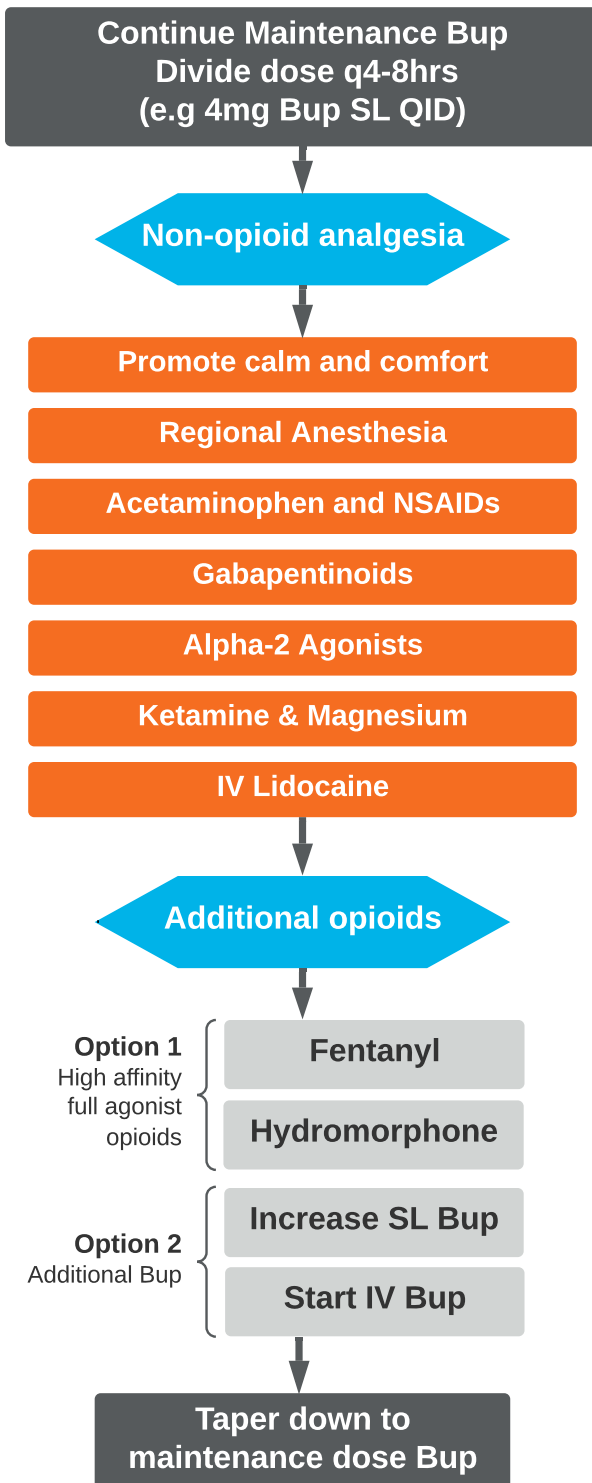 Continue Maintenance Bup
Divide dose q4-8hrs
(e.g 4mg Bup SL QID)
Non-opioid analgesia
Promote calm and comfort
Regional Anesthesia
Acetaminophen and NSAIDs
Gabapentinoids
Alpha-2 Agonists
Ketamine & Magnesium
IV Lidocaine
Additional opioids
Option 1
High affinity
full agonist
opioids
Fentanyl
Hydromorphone
Option 2
Additional Bup
Increase SL Bup
Start IV Bup
Taper down to
maintenance dose Bup